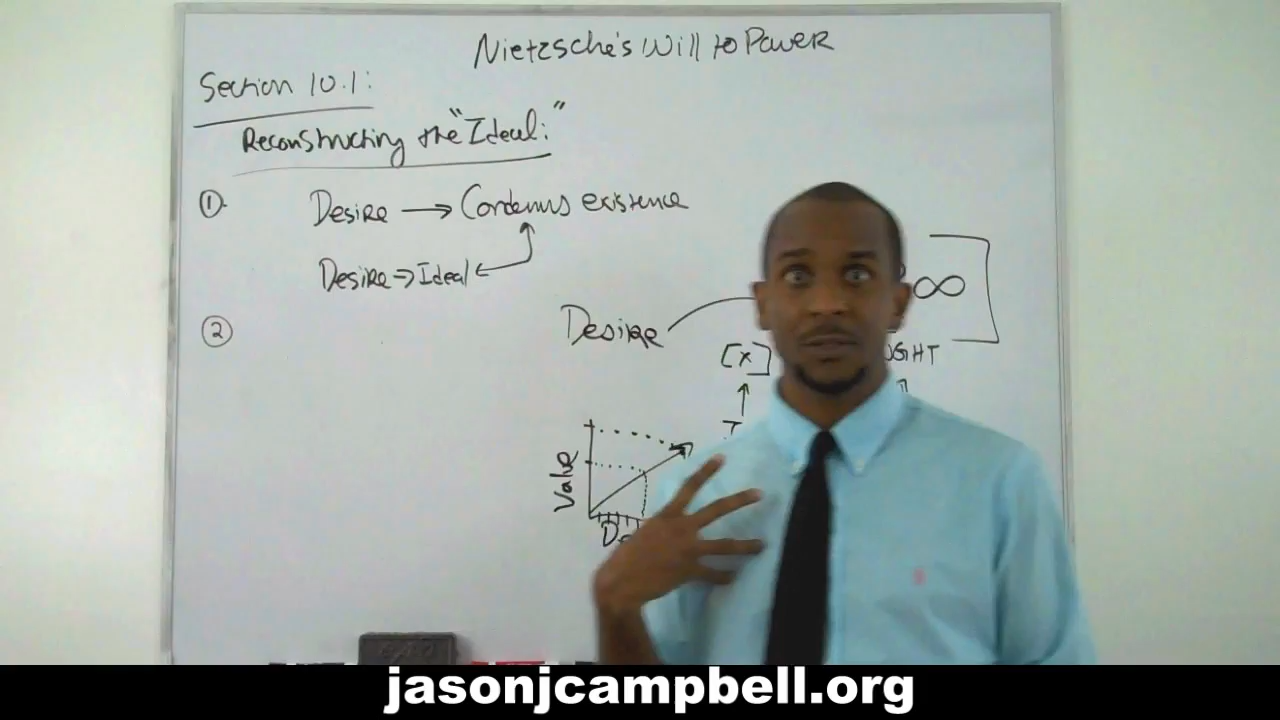 Nietzsche's Will to Power
Section 10.1:
Reconstructing the "Ideal:"
① Desire → Condemns existence
Desire → Ideal
②
Desire
∞
[x]
Value
jasonjcampbell.org